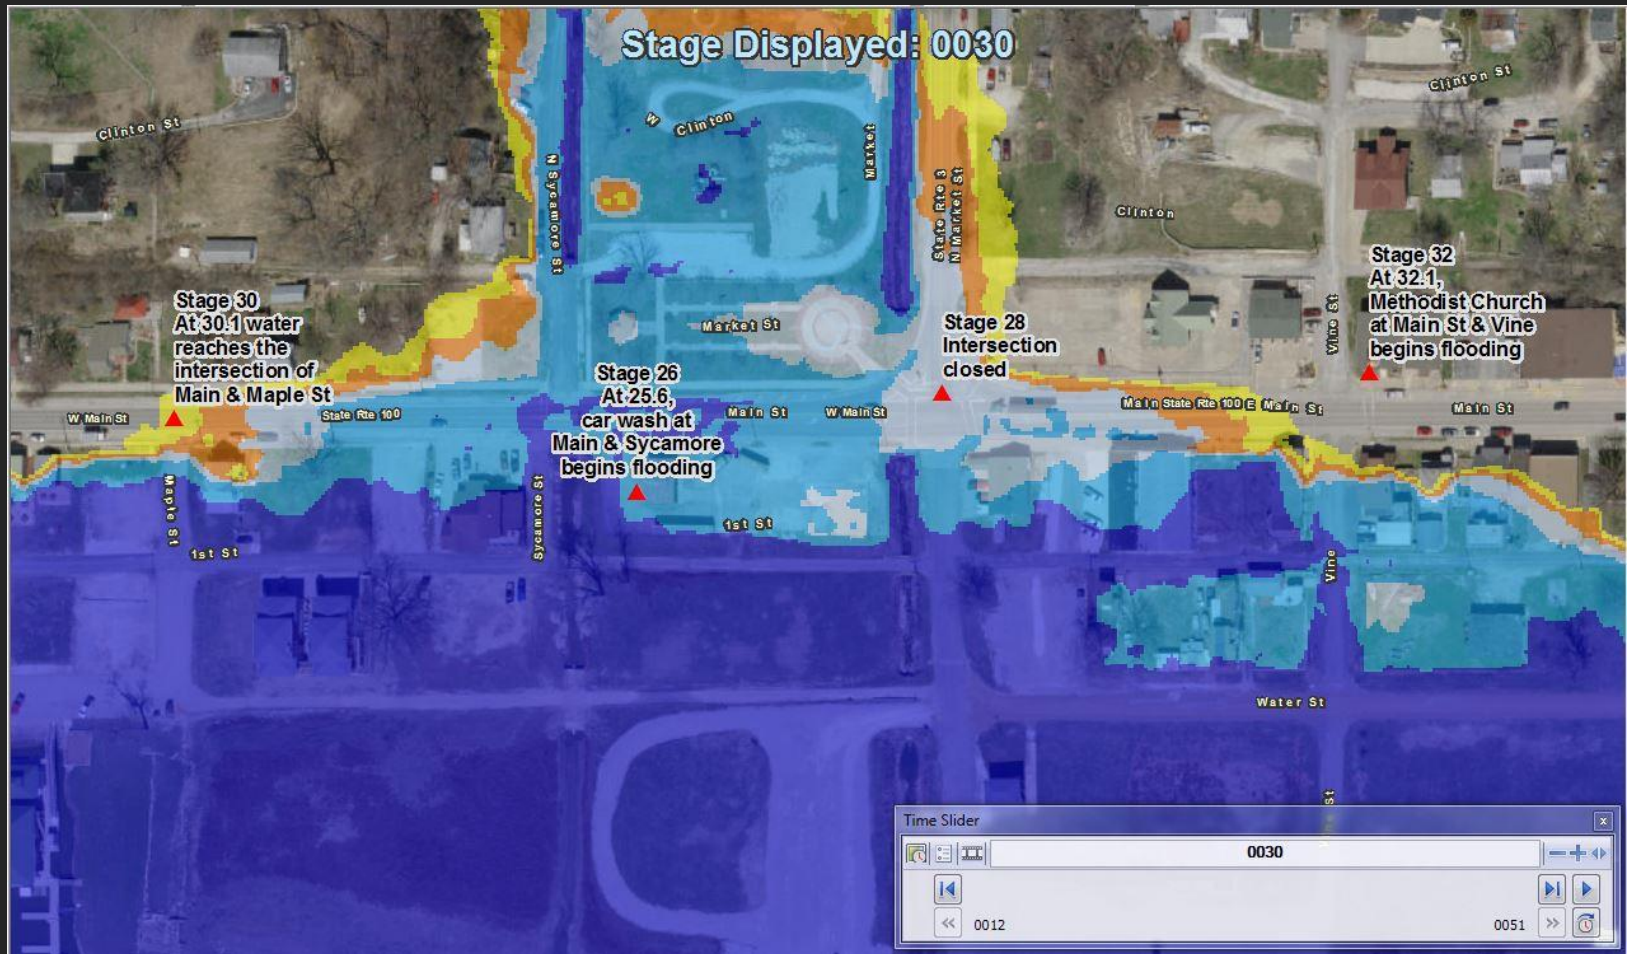 Stage Displayed: 0030
Clinton St
Clinton St
W Clinton
Market
N Sycamore St
State Rte 3
N Market St
Clinton
Stage 30
At 30.1 water
reaches the
intersection of
Main & Maple St
Market St
Stage 28
Intersection
closed
Vine St
Stage 32
At 32.1,
Methodist Church
at Main St & Vine
begins flooding
Stage 26
At 25.6,
car wash at
Main & Sycamore
begins flooding
W Main St
State Rte 100
Main St
W Main St
Main State Rte 100 E Main St
Main St
Maple St
1st St
Sycamore St
1st St
Vine
Water St
st
Time Slider
0030
0012
0051